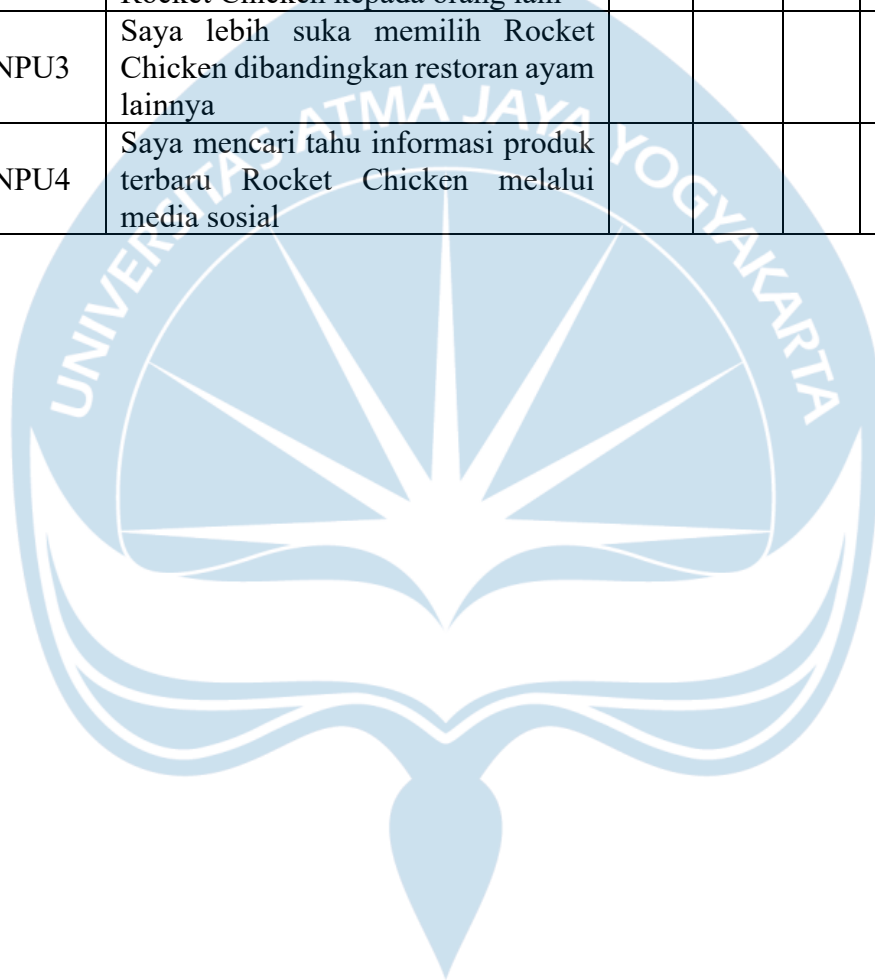 Rocket Chicken kepada orang lain
Saya lebih suka memilih Rocket
NPU3 Chicken dibandingkan restoran ayam
lainnya
Saya mencari tahu informasi produk
NPU4 terbaru Rocket Chicken melalui
media sosial
UNIVERSITAS ATMA JAYA YOGYAKARTA